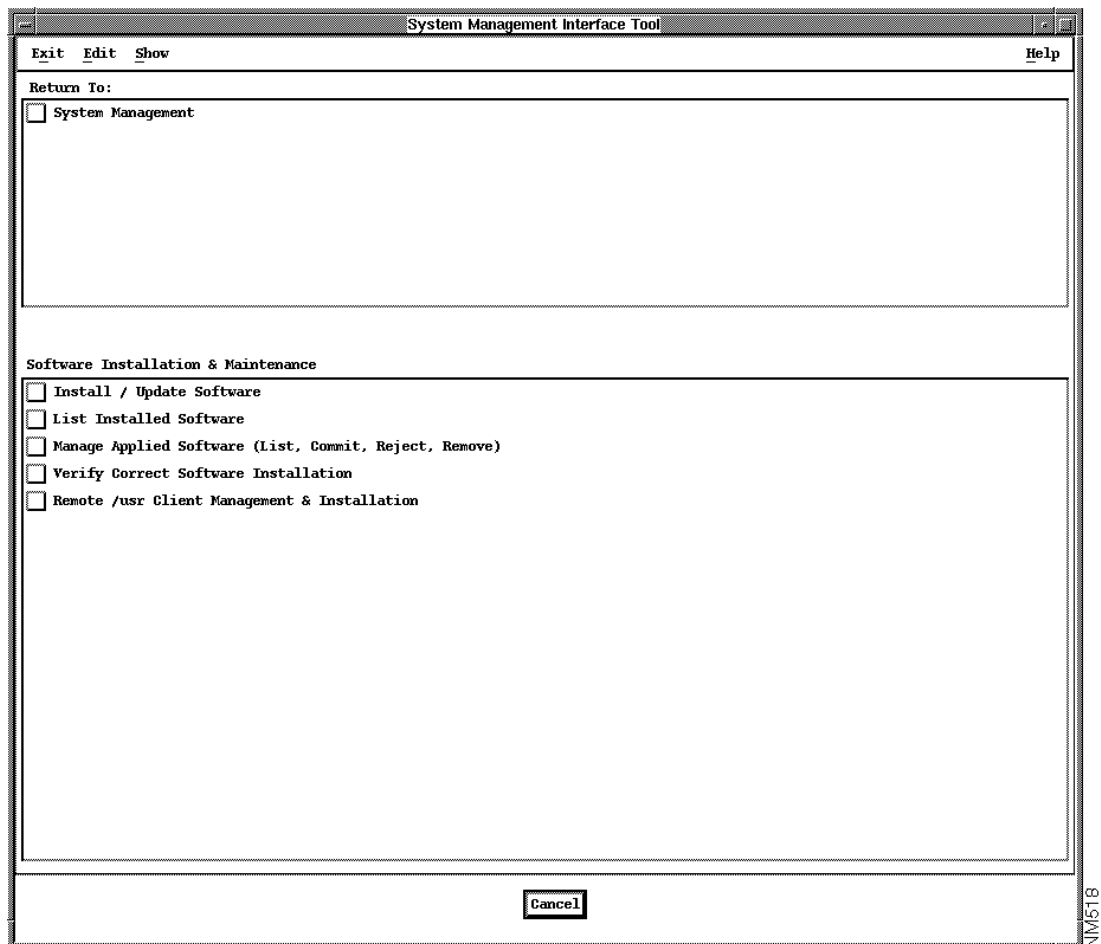 System Management Interface Tool
Exit Edit Show Help
Return To:
System Management
Software Installation & Maintenance
Install / Update Software
List Installed Software
Manage Applied Software (List, Commit, Reject, Remove)
Verify Correct Software Installation
Remote /usr Client Management & Installation
Cancel
NM518